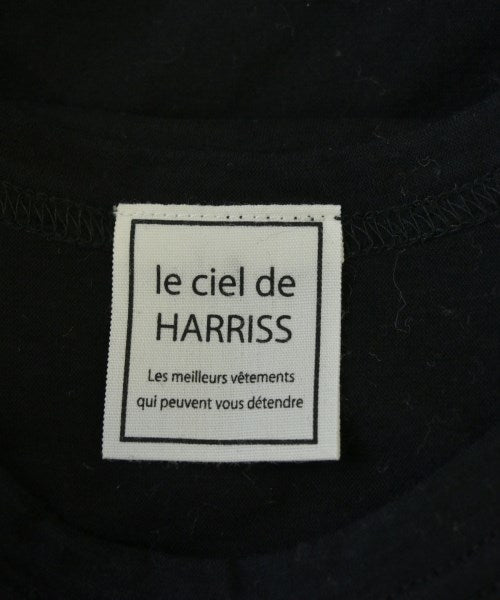 le ciel de
HARRISS
Les meilleurs vêtements
qui peuvent vous détendre